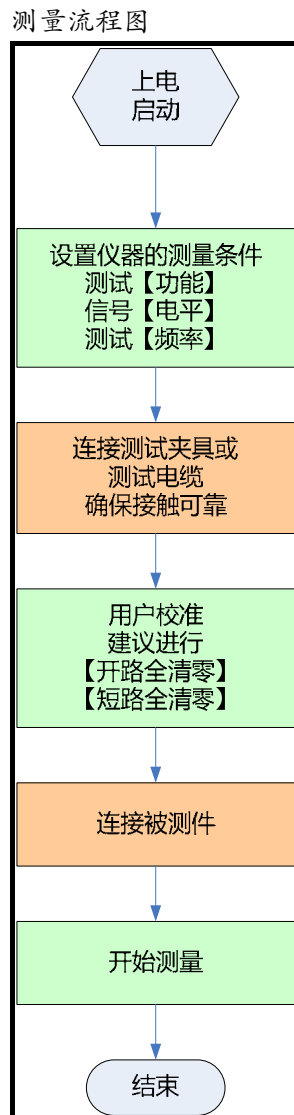 测量流程图
上电
启动
设置仪器的测量条件
测试【功能】
信号【电平】
测试【频率】
连接测试夹具或
测试电缆
确保接触可靠
用户校准
建议进行
【开路全清零】
【短路全清零】
连接被测件
开始测量
结束